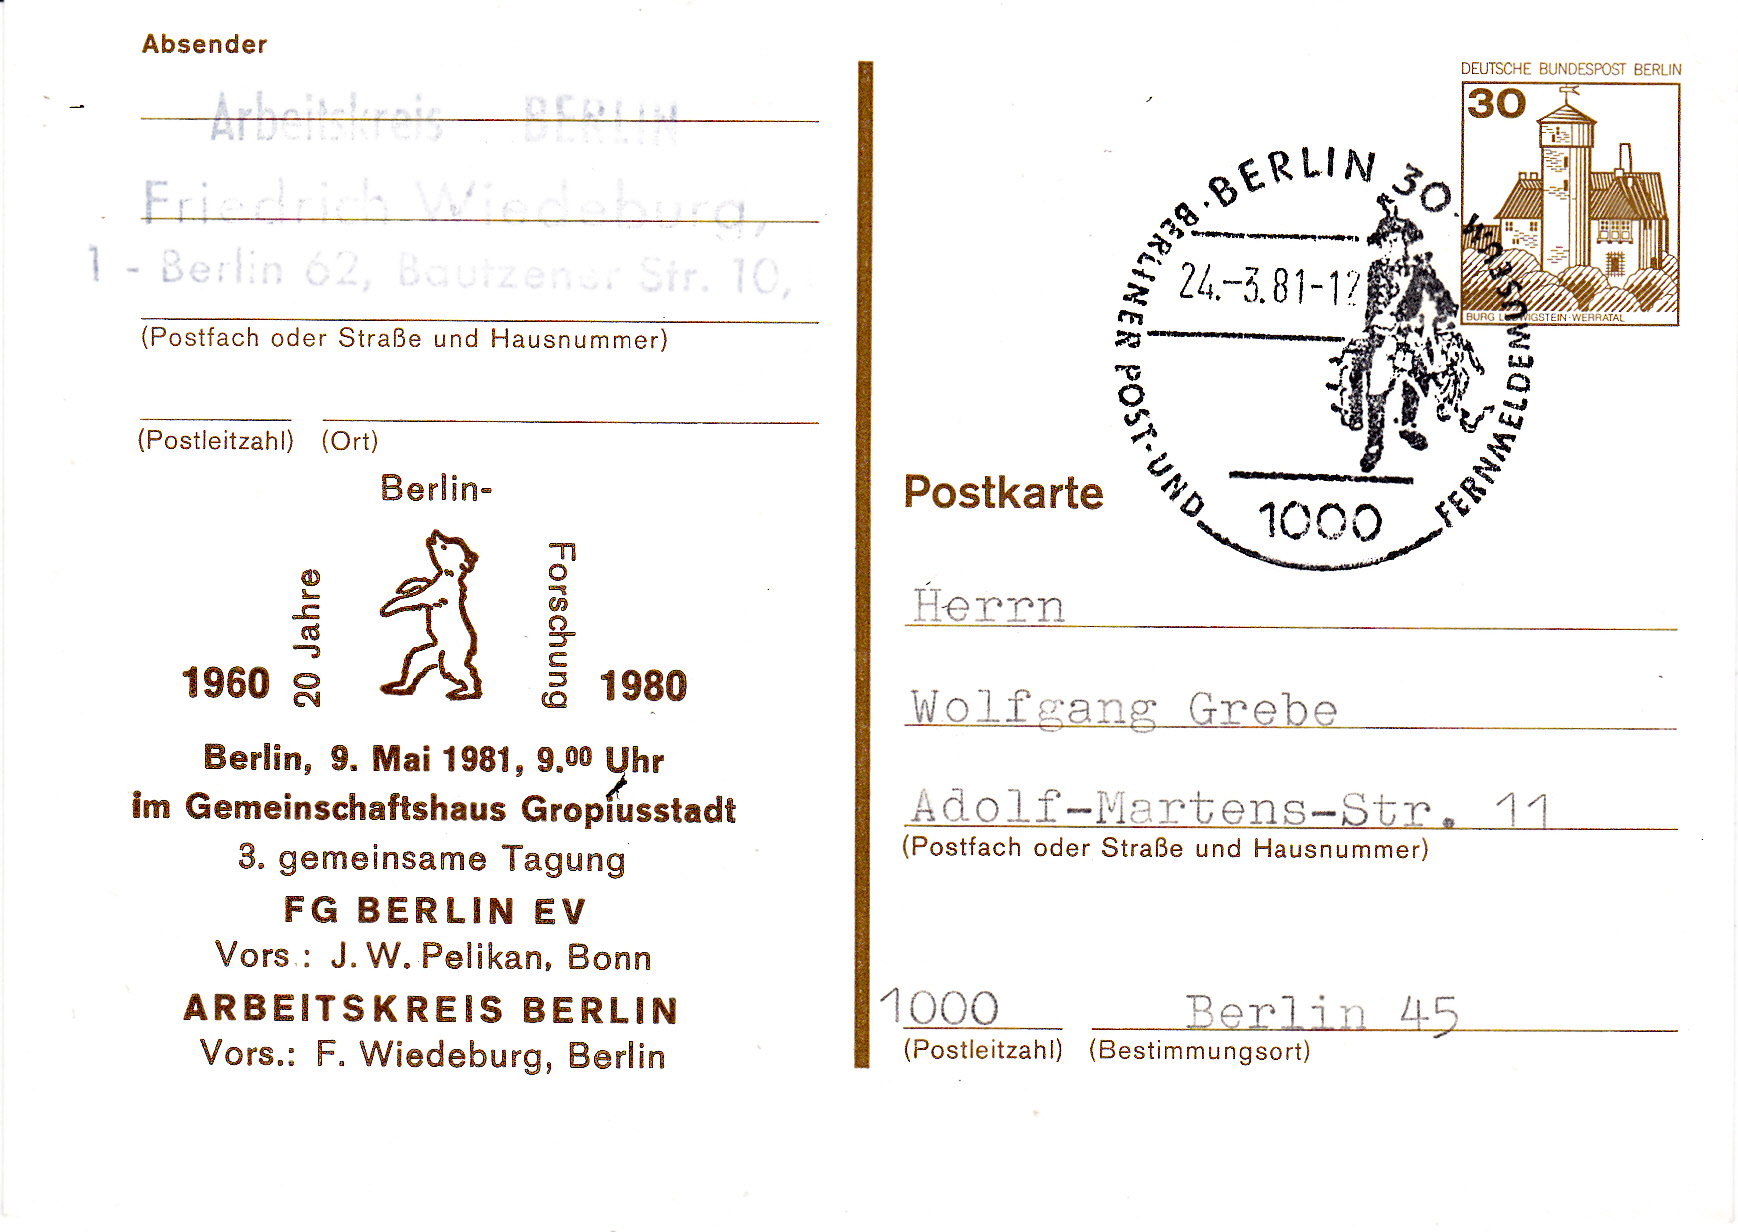 Absender
Arbeitskreis BERLIN
Friedrich Wiedeburg,
1 - Berlin 62, Bautzener Str. 10,
(Postfach oder Straße und Hausnummer)
(Postleitzahl) (Ort)
Berlin-
20 Jahre
Forschung
1960 1980
Berlin, 9. Mai 1981, 9.00 Uhr
im Gemeinschaftshaus Gropiusstadt
3. gemeinsame Tagung
FG BERLIN EV
Vors.: J. W. Pelikan, Bonn
ARBEITSKREIS BERLIN
Vors.: F. Wiedeburg, Berlin
DEUTSCHE BUNDESPOST BERLIN
30
BURG LUDWIGSTEIN·WERRATAL
· BERLIN 30 ·
BERLINER POST-UND FERNMELDEMUSEUM
24.-3.81-12
1000
Postkarte
Herrn
Wolfgang Grebe
Adolf-Martens-Str. 11
(Postfach oder Straße und Hausnummer)
1000 Berlin 45
(Postleitzahl) (Bestimmungsort)